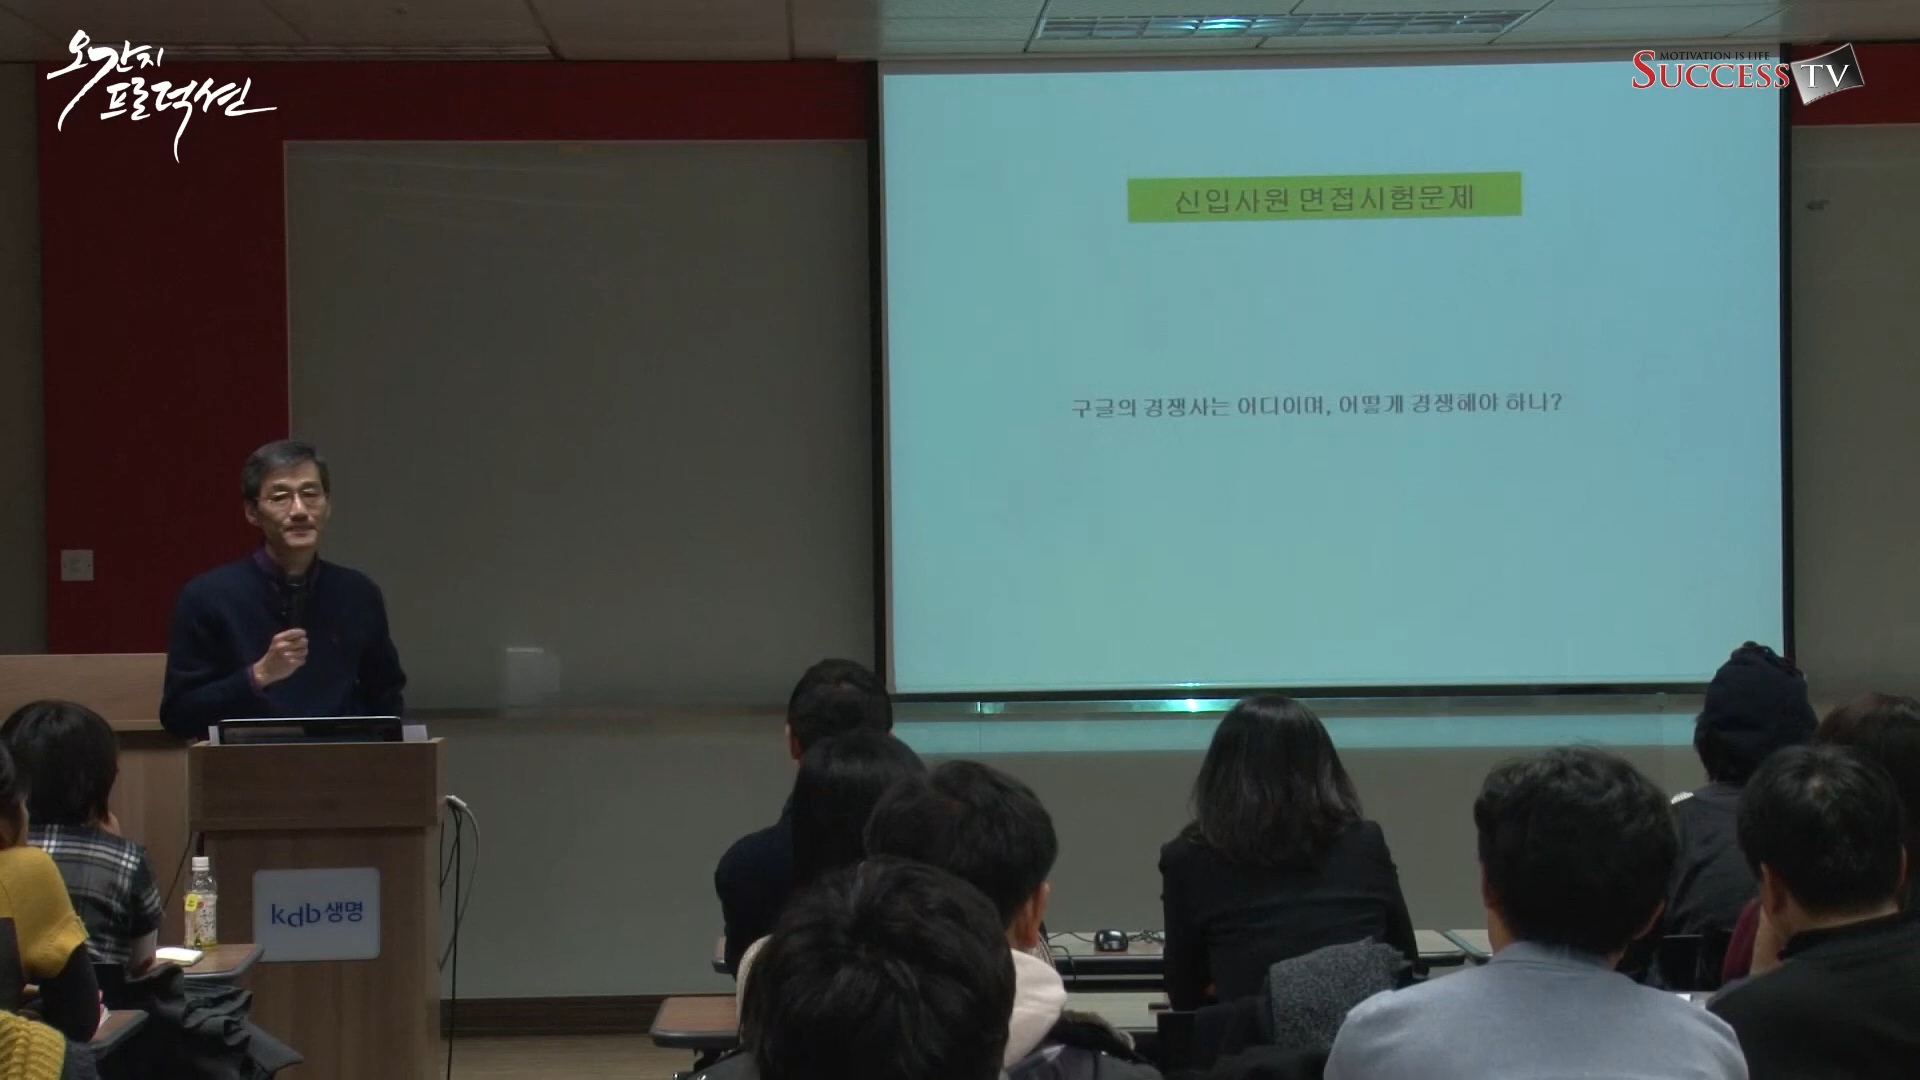 오간지
프로덕션
MOTIVATION IS LIFE
SUCCESS TV
신입사원 면접시험문제
구글의 경쟁사는 어디이며, 어떻게 경쟁해야 하나?
kdb생명